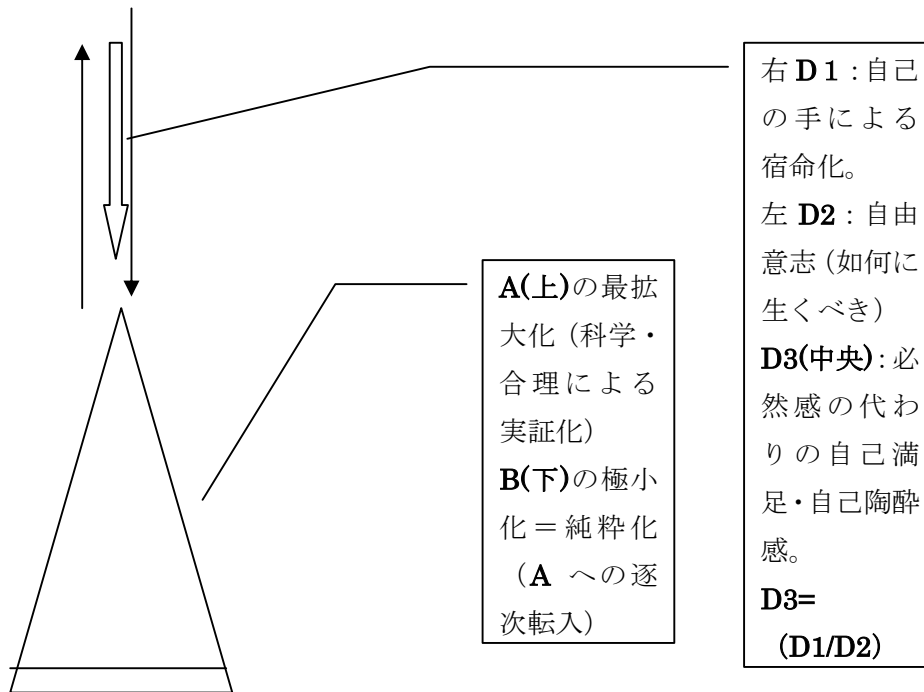 A(上)の最拡
大化（科学・
合理による
実証化）
B(下)の極小
化＝純粋化
（A への逐
次転入）
右 D１：自己
の手による
宿命化。
左 D2：自由
意志（如何に
生くべき）
D3(中央)：必
然感の代わ
りの自己満
足・自己陶酔
感。
D3=
（D1/D2）